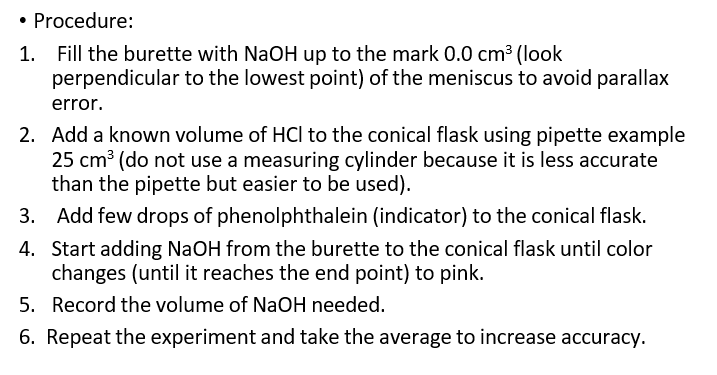 • Procedure:
1. Fill the burette with NaOH up to the mark 0.0 cm³ (look
perpendicular to the lowest point) of the meniscus to avoid parallax
error.
2. Add a known volume of HCl to the conical flask using pipette example
25 cm³ (do not use a measuring cylinder because it is less accurate
than the pipette but easier to be used).
3. Add few drops of phenolphthalein (indicator) to the conical flask.
4. Start adding NaOH from the burette to the conical flask until color
changes (until it reaches the end point) to pink.
5. Record the volume of NaOH needed.
6. Repeat the experiment and take the average to increase accuracy.